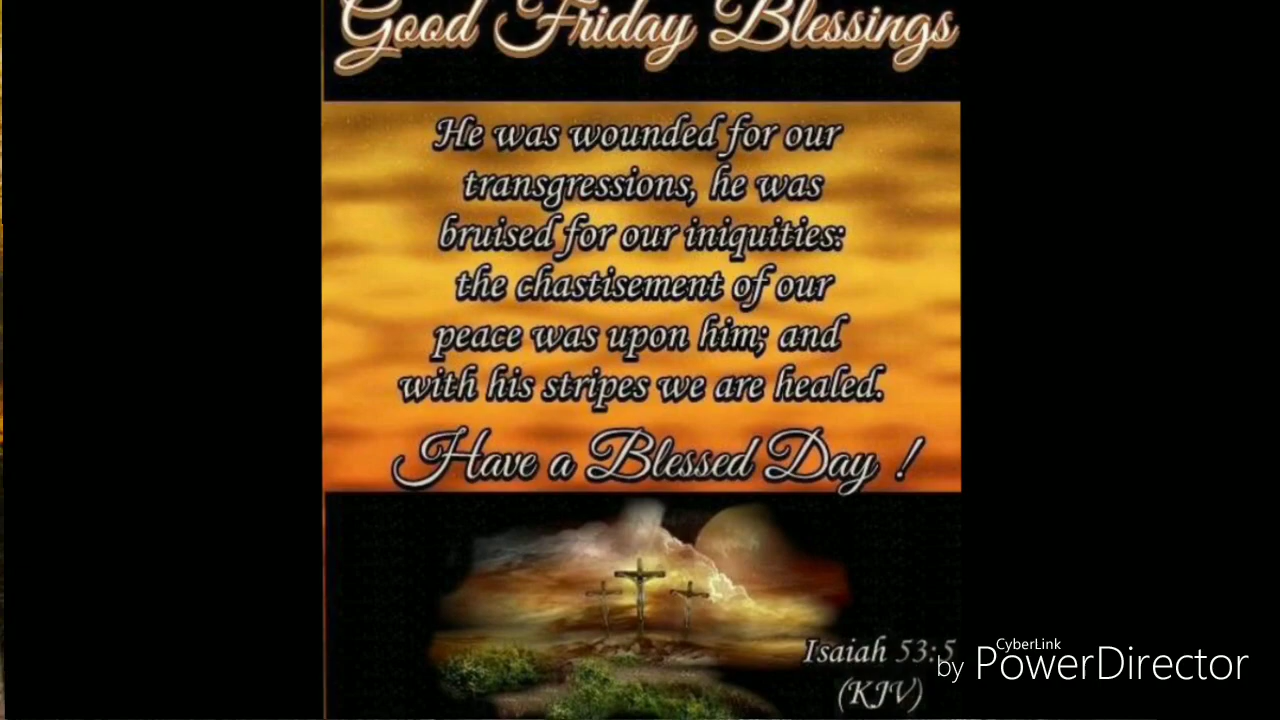 Good Friday Blessings
He was wounded for our
transgressions, he was
bruised for our iniquities:
the chastisement of our
peace was upon him; and
with his stripes we are healed.
Have a Blessed Day !
Isaiah 53:5
(KJV)
CyberLink
by PowerDirector